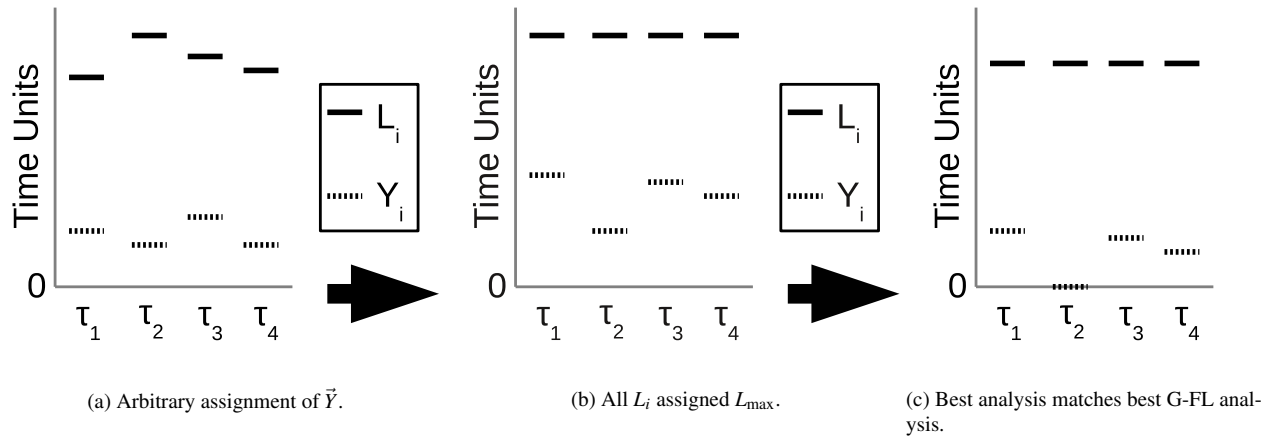 Time Units
0
τ1 τ2 τ3 τ4
Li
Yi
(a) Arbitrary assignment of Y⃗.
Time Units
0
τ1 τ2 τ3 τ4
Li
Yi
(b) All Li assigned Lmax.
Time Units
0
τ1 τ2 τ3 τ4
(c) Best analysis matches best G-FL anal-
ysis.